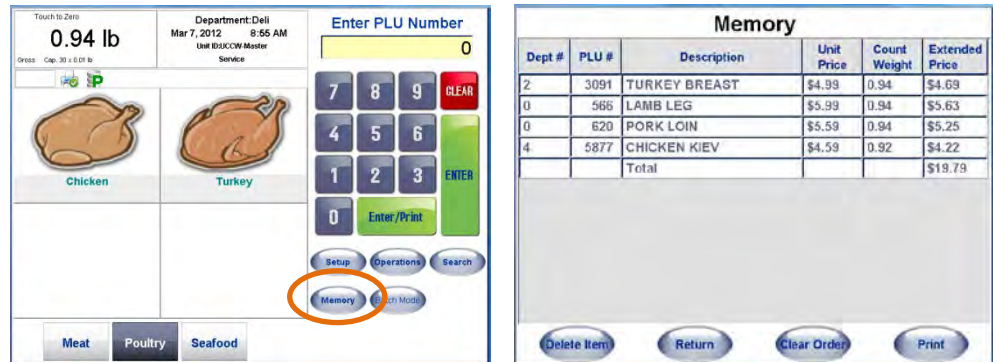 Touch to Zero
0.94 lb
Gross Cap. 30 x 0.01 lb
Department:Deli
Mar 7, 2012 8:55 AM
Unit ID:UCCW-Master
Service
Chicken
Turkey
Meat Poultry Seafood
Enter PLU Number
0
7 8 9 CLEAR
4 5 6
1 2 3 ENTER
0 Enter/Print
Setup Operations Search
Memory Batch Mode
Memory
Dept # PLU # Description Unit Price Count Weight Extended Price
2 3091 TURKEY BREAST $4.99 0.94 $4.69
0 566 LAMB LEG $5.99 0.94 $5.63
0 620 PORK LOIN $5.59 0.94 $5.25
4 5877 CHICKEN KIEV $4.59 0.92 $4.22
Total $19.79
Delete Item Return Clear Order Print